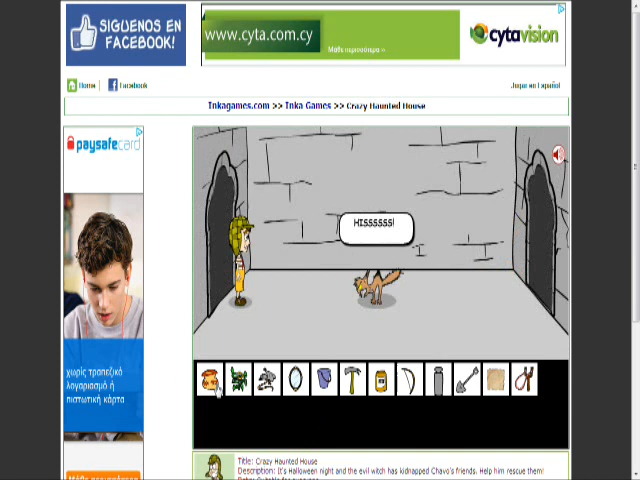 SIGUENOS EN
FACEBOOK!
www.cyta.com.cy
Μάθε περισσότερα »
cytavision
Home | Facebook
Jugar en Español
Inkagames.com >> Inka Games >> Crazy Haunted House
paysafecard
HISSSSSS!
χωρίς τραπεζικό
λογαριασμό ή
πιστωτική κάρτα
Title: Crazy Haunted House
Description: It's Halloween night and the evil witch has kidnapped Chavo's friends. Help him rescue them!